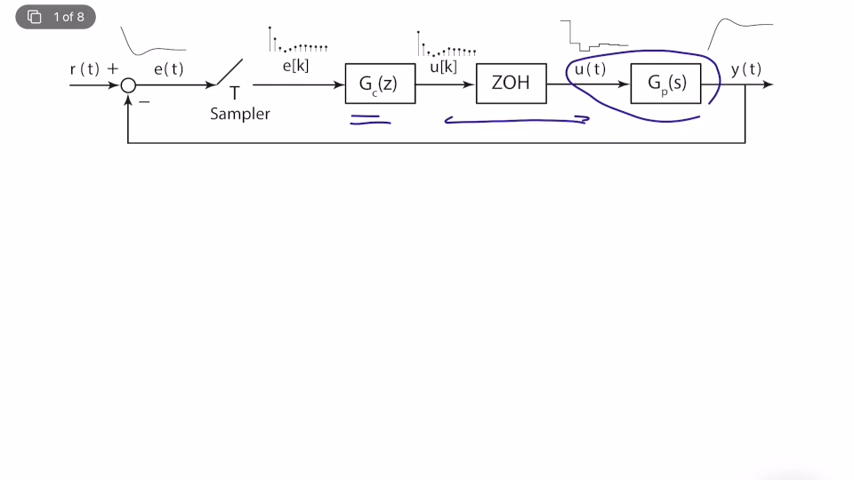 1 of 8
r(t) + e(t) e[k] u[k] u(t) y(t)
G_c(z) ZOH G_p(s)
−
T
Sampler